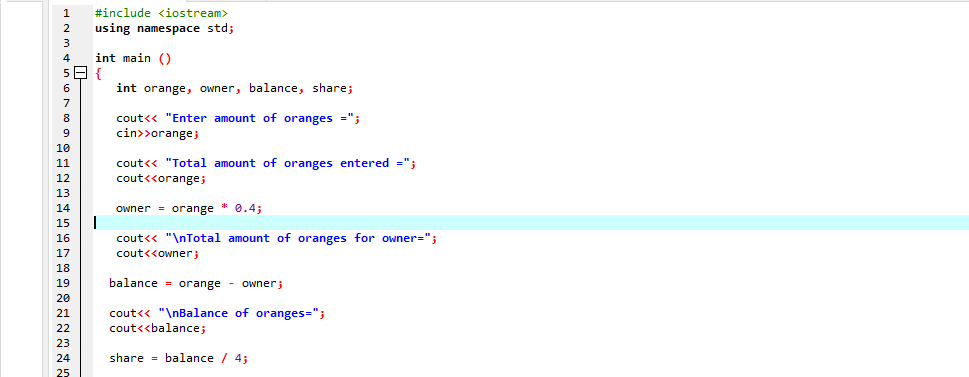 1 #include <iostream>
2 using namespace std;
3
4 int main ()
5 {
6 int orange, owner, balance, share;
7
8 cout<< "Enter amount of oranges =";
9 cin>>orange;
10
11 cout<< "Total amount of oranges entered =";
12 cout<<orange;
13
14 owner = orange * 0.4;
15
16 cout<< "\nTotal amount of oranges for owner=";
17 cout<<owner;
18
19 balance = orange - owner;
20
21 cout<< "\nBalance of oranges=";
22 cout<<balance;
23
24 share = balance / 4;
25